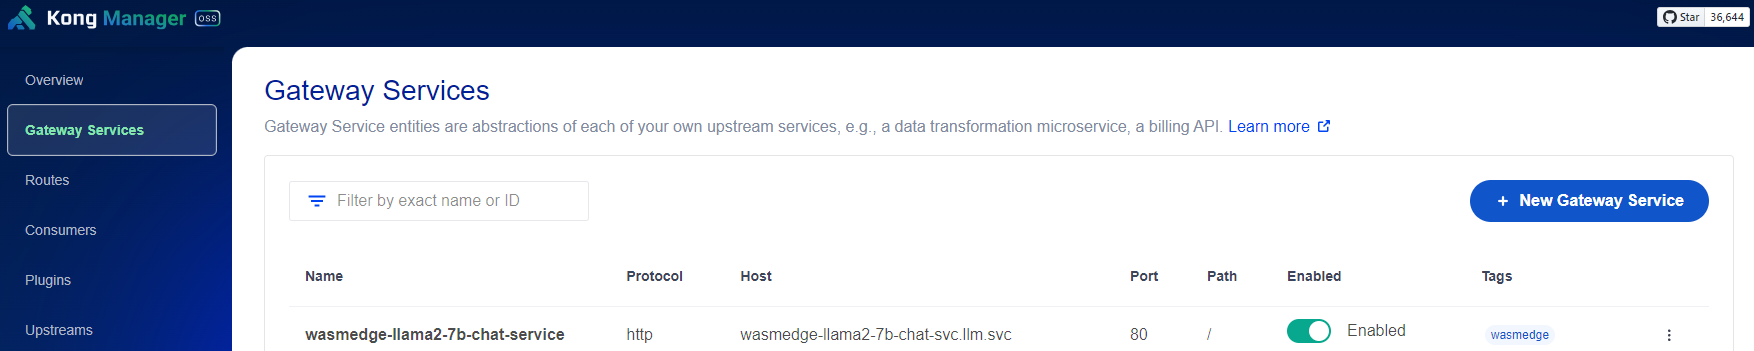 Kong Manager OSS
Star 36,644
Overview
Gateway Services
Routes
Consumers
Plugins
Upstreams
Gateway Services
Gateway Service entities are abstractions of each of your own upstream services, e.g., a data transformation microservice, a billing API. Learn more
Filter by exact name or ID
+ New Gateway Service
Name Protocol Host Port Path Enabled Tags
wasmedge-llama2-7b-chat-service http wasmedge-llama2-7b-chat-svc.llm.svc 80 / Enabled wasmedge